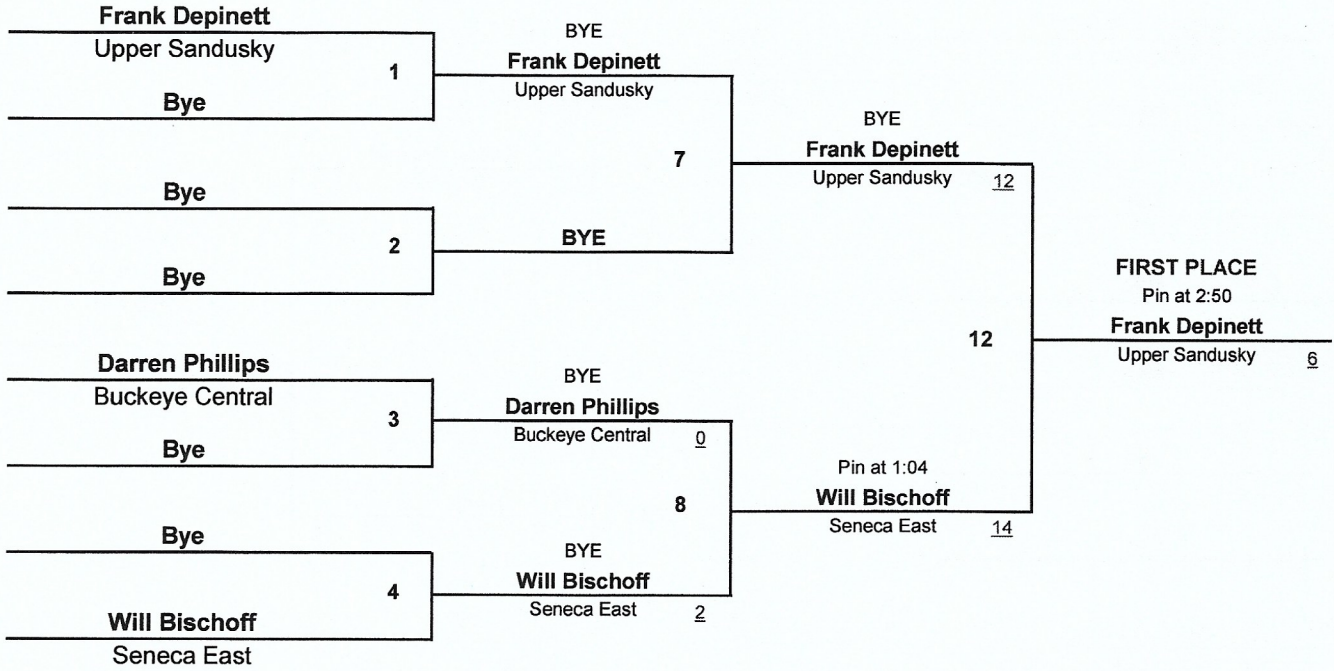 Frank Depinett
Upper Sandusky
1
Bye
Bye
2
Bye
Darren Phillips
Buckeye Central
3
Bye
Bye
4
Will Bischoff
Seneca East
BYE
Frank Depinett
Upper Sandusky
7
BYE
BYE
Darren Phillips
Buckeye Central 0
8
BYE
Will Bischoff
Seneca East 2
BYE
Frank Depinett
Upper Sandusky 12
12
Pin at 1:04
Will Bischoff
Seneca East 14
FIRST PLACE
Pin at 2:50
Frank Depinett
Upper Sandusky 6